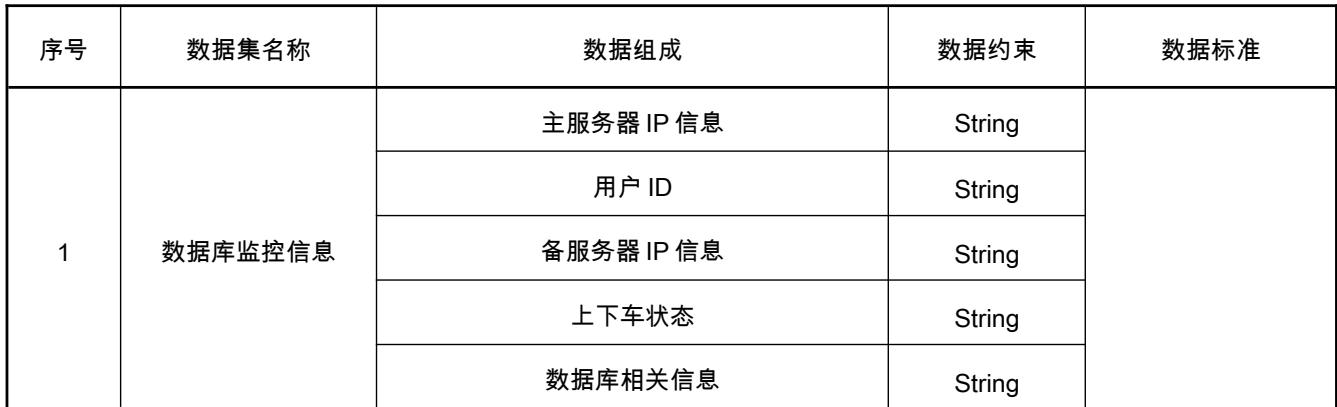 序号 数据集名称 数据组成 数据约束 数据标准
主服务器 IP 信息 String
用户 ID String
1 数据库监控信息 备服务器 IP 信息 String
上下车状态 String
数据库相关信息 String